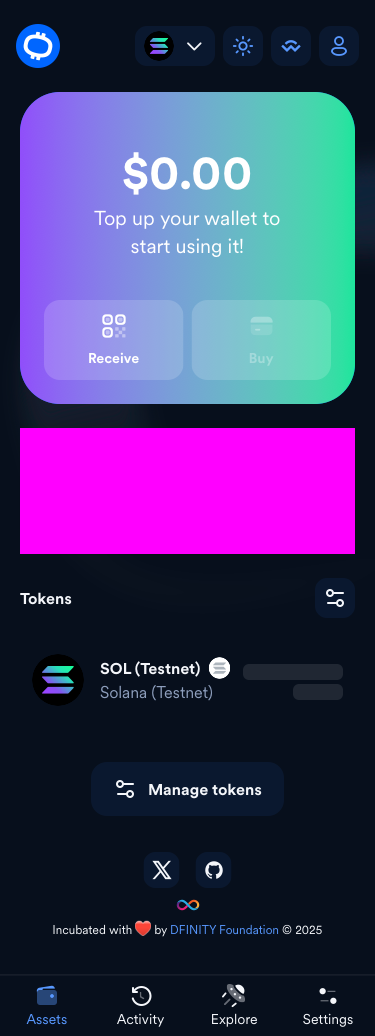 $0.00
Top up your wallet to
start using it!
Receive
Buy
Tokens
SOL (Testnet)
Solana (Testnet)
Manage tokens
Incubated with ❤️ by DFINITY Foundation © 2025
Assets
Activity
Explore
Settings